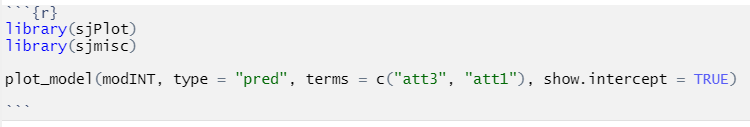 ```{r}
library(sjPlot)
library(sjmisc)
plot_model(modINT, type = "pred", terms = c("att3", "att1"), show.intercept = TRUE)
```